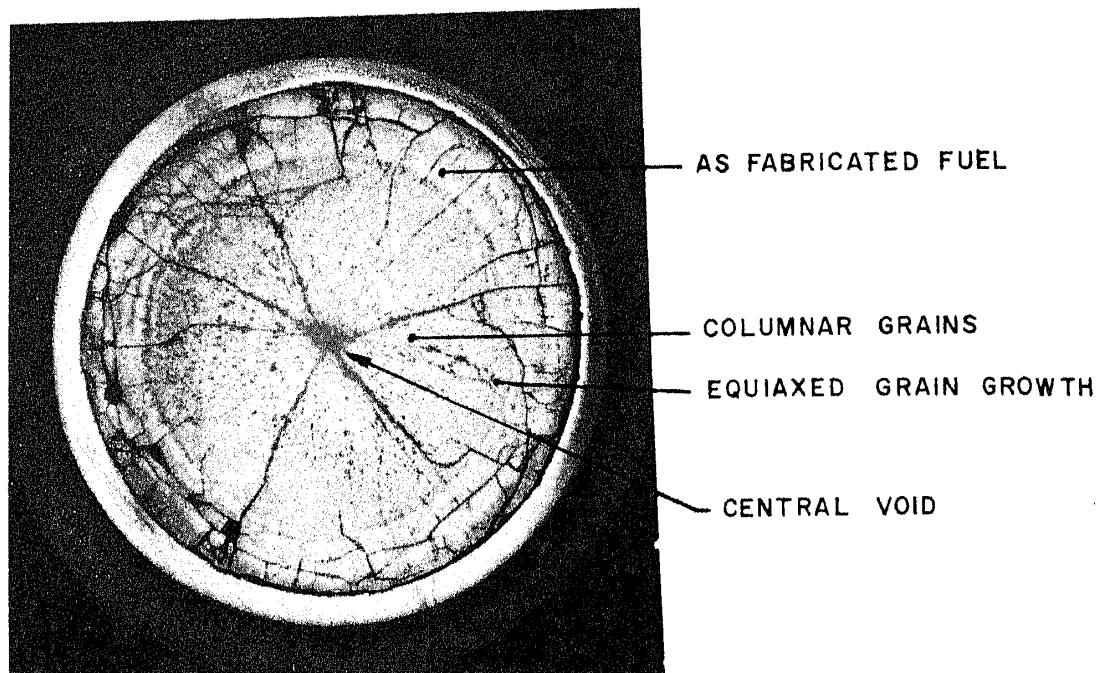 AS FABRICATED FUEL
COLUMNAR GRAINS
EQUIAXED GRAIN GROWTH
CENTRAL VOID